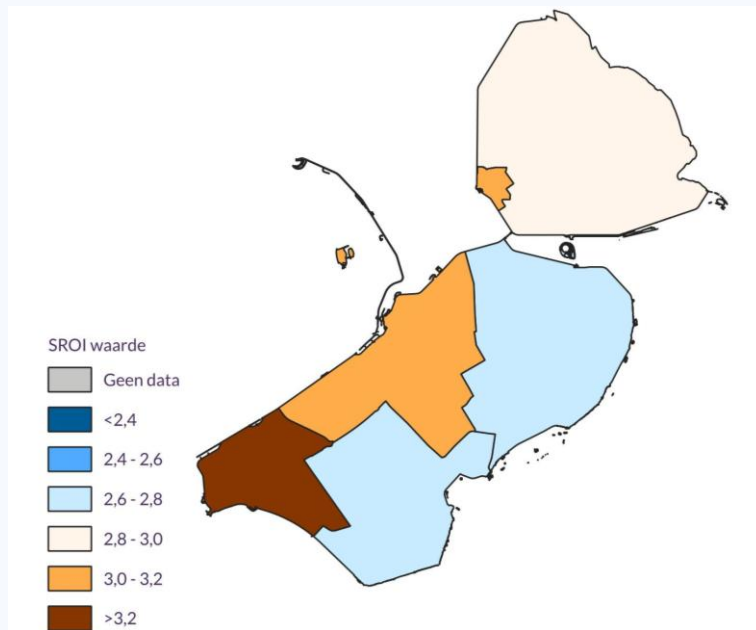 SROI waarde
Geen data
<2,4
2,4 - 2,6
2,6 - 2,8
2,8 - 3,0
3,0 - 3,2
>3,2